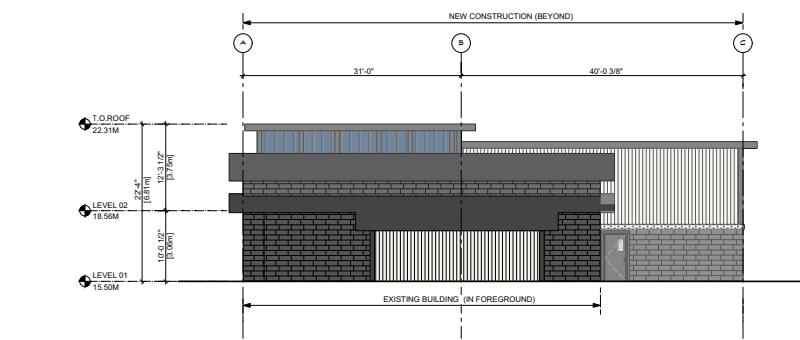 NEW CONSTRUCTION (BEYOND)
A
B
C
31'-0"
40'-0 3/8"
T.O.ROOF
22.31M
22'-4"
[6.81m]
12'-3 1/2"
[3.75m]
LEVEL 02
18.56M
10'-0 1/2"
[3.06m]
LEVEL 01
15.50M
EXISTING BUILDING (IN FOREGROUND)